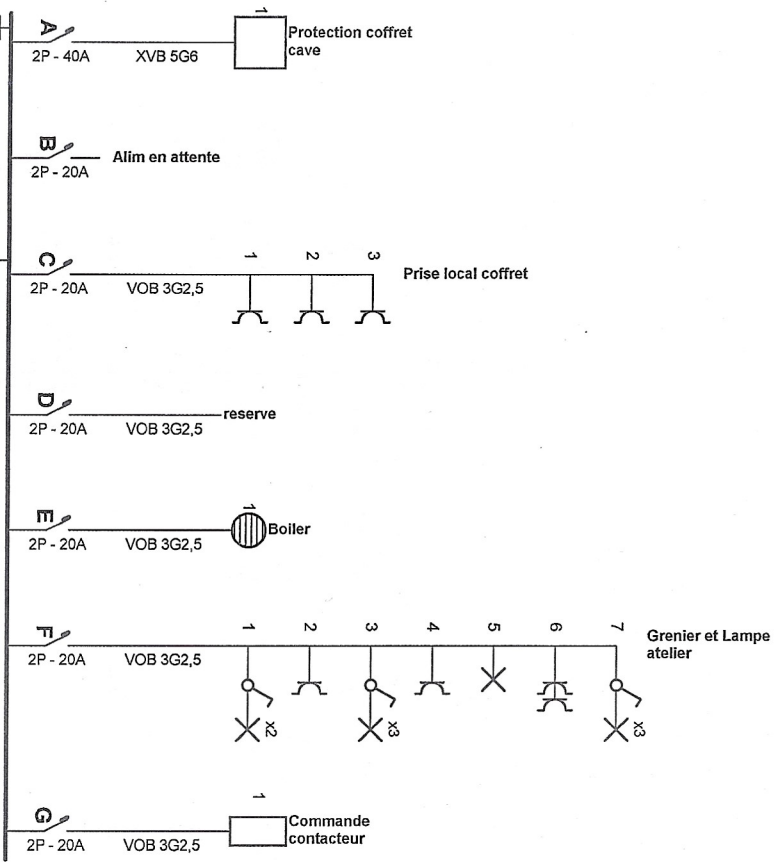 A
1
Protection coffret
cave
2P - 40A
XVB 5G6
B
Alim en attente
2P - 20A
C
1
2
3
Prise local coffret
2P - 20A
VOB 3G2,5
D
reserve
2P - 20A
VOB 3G2,5
E
1
Boiler
2P - 20A
VOB 3G2,5
F
1
2
3
4
5
6
7
Grenier et Lampe
atelier
2P - 20A
VOB 3G2,5
x2
x3
x3
G
1
Commande
contacteur
2P - 20A
VOB 3G2,5